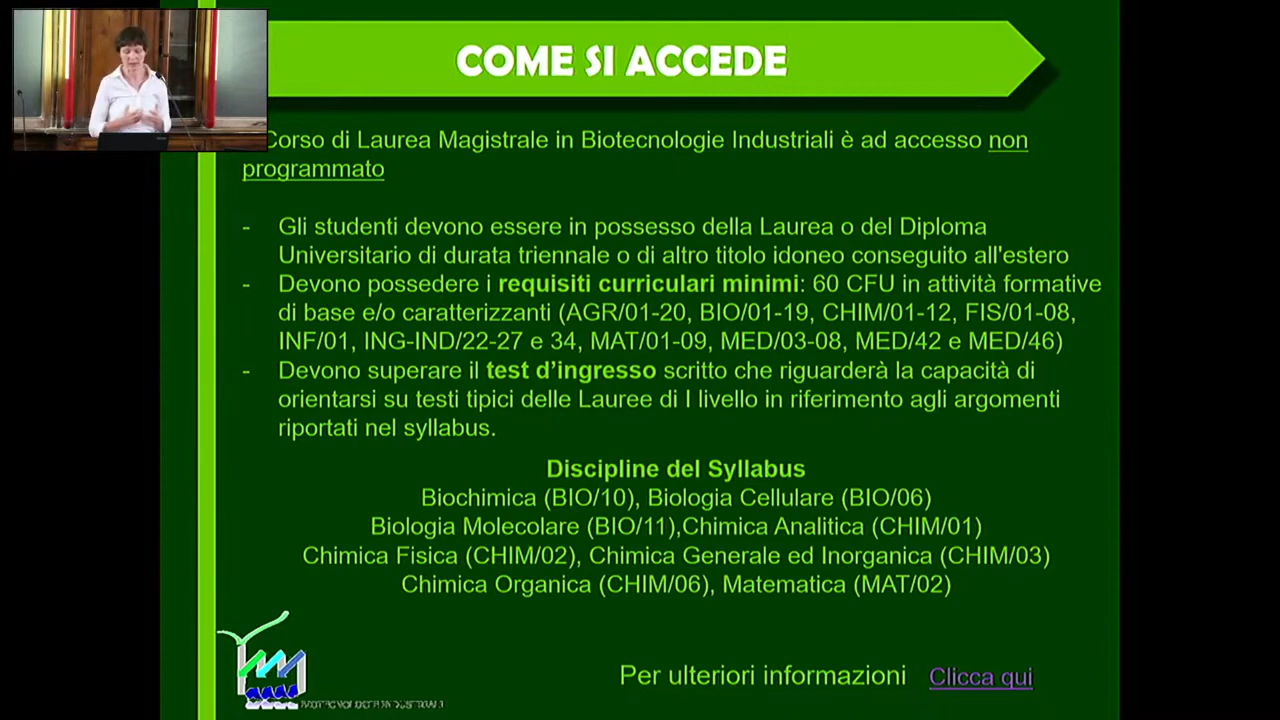 COME SI ACCEDE
Corso di Laurea Magistrale in Biotecnologie Industriali è ad accesso non
programmato
- Gli studenti devono essere in possesso della Laurea o del Diploma
Universitario di durata triennale o di altro titolo idoneo conseguito all'estero
- Devono possedere i requisiti curriculari minimi: 60 CFU in attività formative
di base e/o caratterizzanti (AGR/01-20, BIO/01-19, CHIM/01-12, FIS/01-08,
INF/01, ING-IND/22-27 e 34, MAT/01-09, MED/03-08, MED/42 e MED/46)
- Devono superare il test d’ingresso scritto che riguarderà la capacità di
orientarsi su testi tipici delle Lauree di I livello in riferimento agli argomenti
riportati nel syllabus.
Discipline del Syllabus
Biochimica (BIO/10), Biologia Cellulare (BIO/06)
Biologia Molecolare (BIO/11),Chimica Analitica (CHIM/01)
Chimica Fisica (CHIM/02), Chimica Generale ed Inorganica (CHIM/03)
Chimica Organica (CHIM/06), Matematica (MAT/02)
Per ulteriori informazioni Clicca qui
BIOTECNOLOGIE INDUSTRIALI